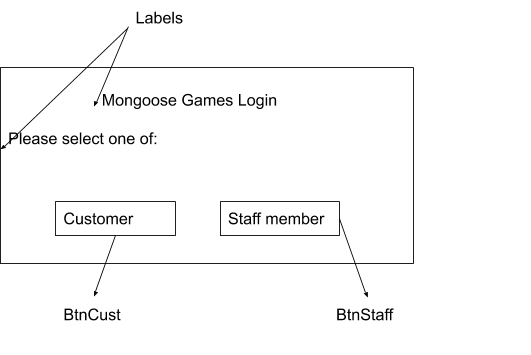 Labels
Mongoose Games Login
Please select one of:
Customer
Staff member
BtnCust
BtnStaff